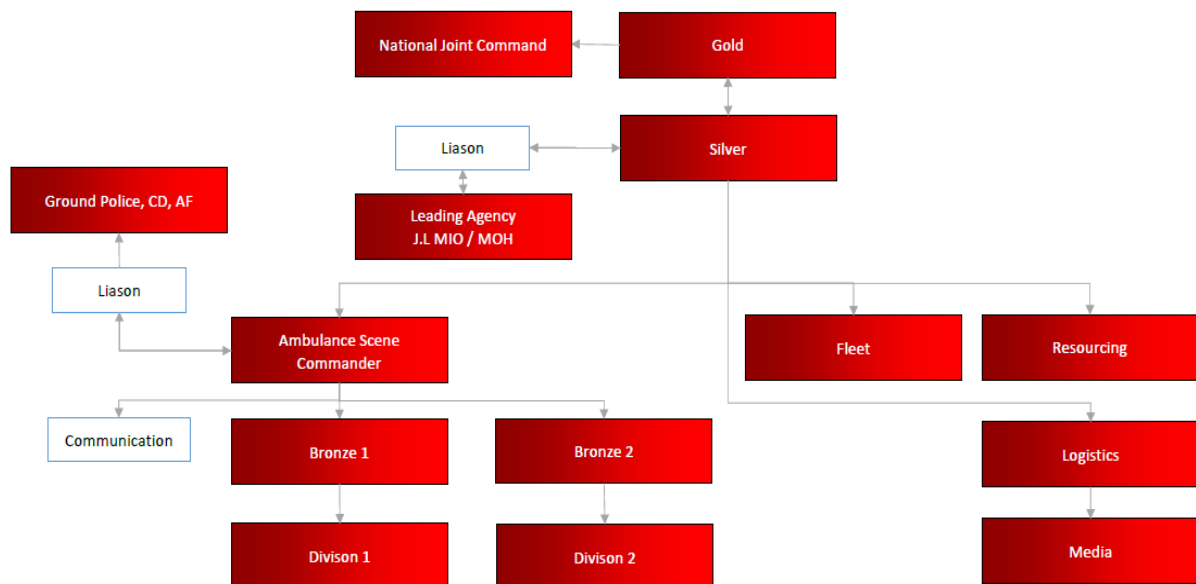 National Joint Command
Gold
Liason
Silver
Ground Police, CD, AF
Leading Agency
J.L MIO / MOH
Liason
Ambulance Scene
Commander
Fleet
Resourcing
Communication
Bronze 1
Bronze 2
Logistics
Divison 1
Divison 2
Media